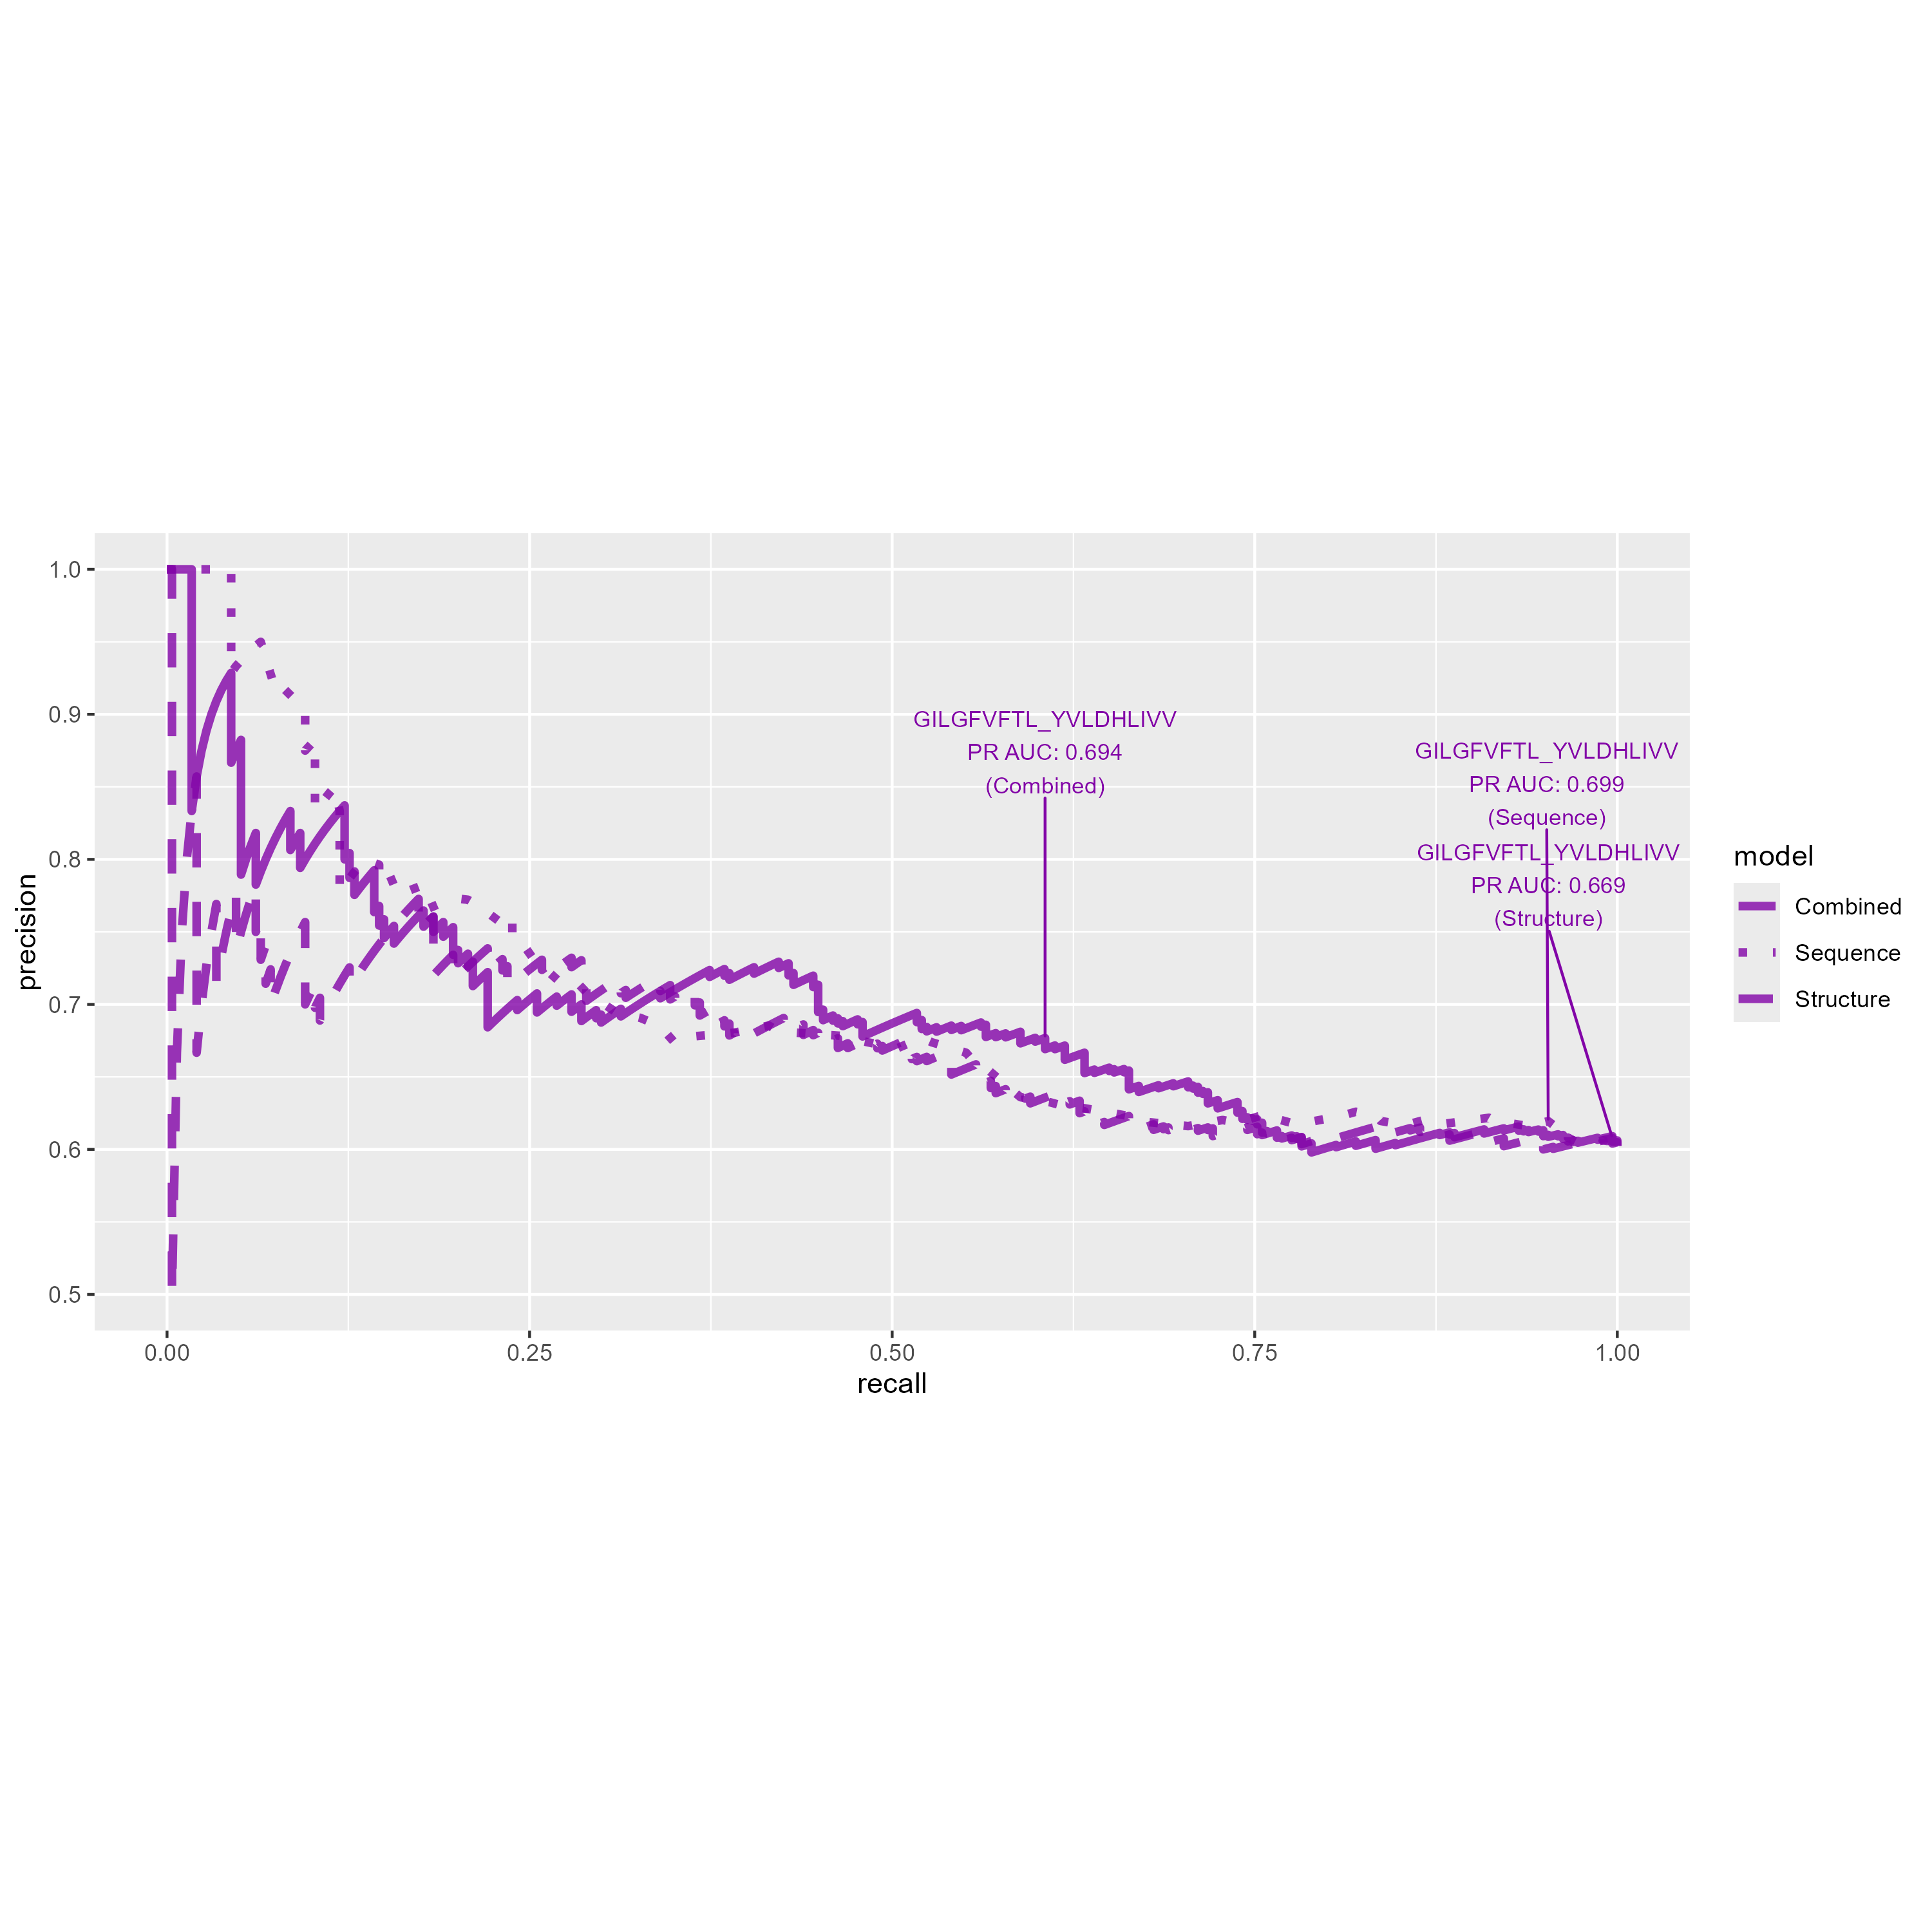 GILGFVFTL_YVLDHLIVV
PR AUC: 0.694
(Combined)
GILGFVFTL_YVLDHLIVV
PR AUC: 0.699
(Sequence)
GILGFVFTL_YVLDHLIVV
PR AUC: 0.669
(Structure)
1.0
0.9
0.8
0.7
0.6
0.5
precision
0.00
0.25
0.50
0.75
1.00
recall
model
Combined
Sequence
Structure